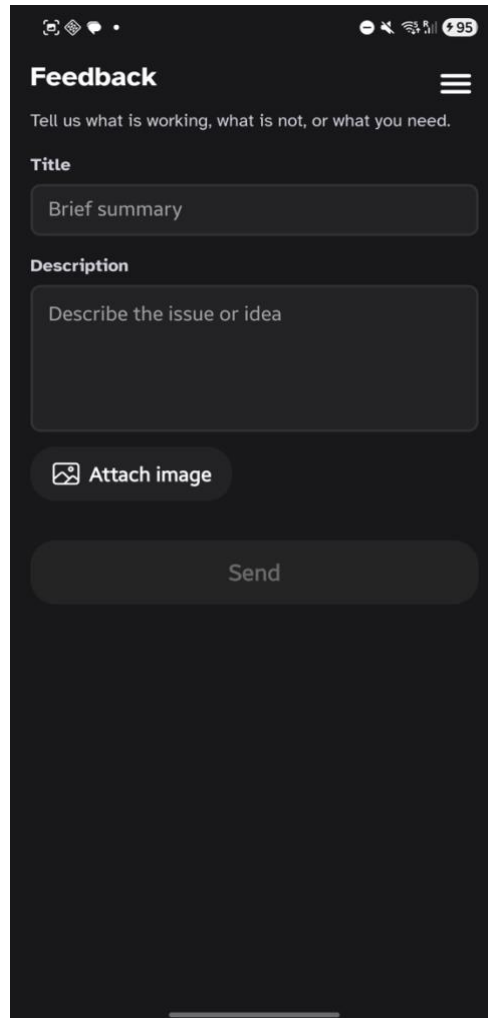 95
Feedback
Tell us what is working, what is not, or what you need.
Title
Brief summary
Description
Describe the issue or idea
Attach image
Send